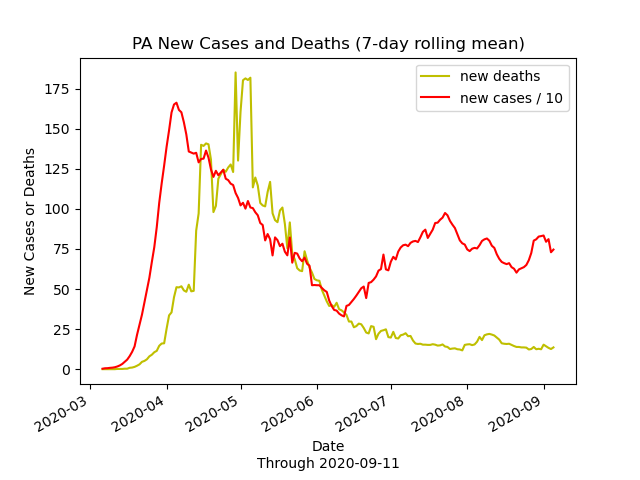 PA New Cases and Deaths (7-day rolling mean)
new deaths
new cases / 10
175
150
125
100
75
50
25
0
New Cases or Deaths
2020-03
2020-04
2020-05
2020-06
2020-07
2020-08
2020-09
Date
Through 2020-09-11